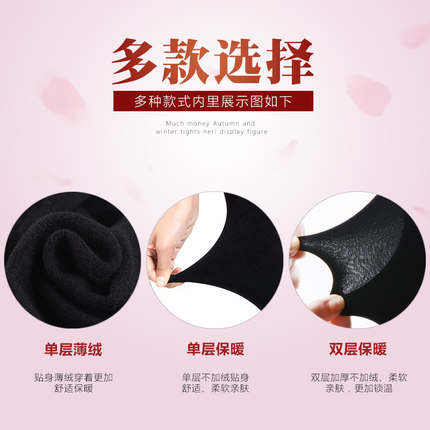 多款选择
多种款式内里展示图如下
Much money Autumn and
winter tights neri display figure
单层薄绒
贴身薄绒穿着更加
舒适保暖
单层保暖
单层不加绒贴身
舒适、柔软亲肤
双层保暖
双层加厚不加绒、柔软
亲肤，更加锁温